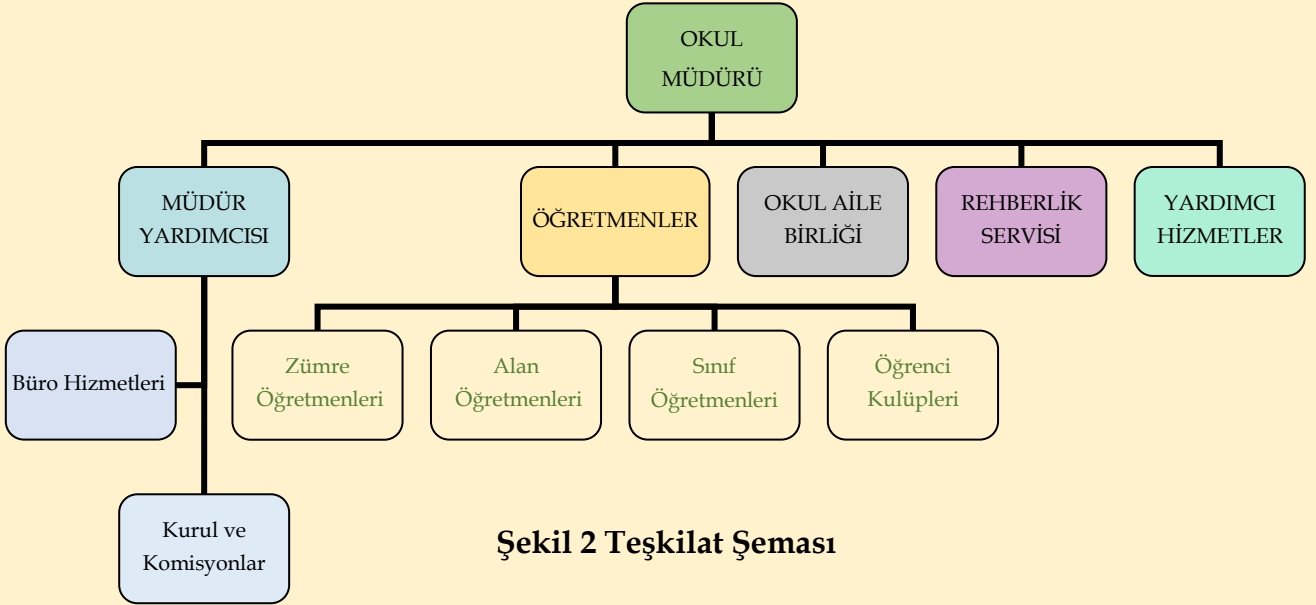 OKUL
MÜDÜRÜ
MÜDÜR
YARDIMCISI
ÖĞRETMENLER
OKUL AİLE
BİRLİĞİ
REHBERLİK
SERVİSİ
YARDIMCI
HİZMETLER
Büro Hizmetleri
Zümre
Öğretmenleri
Alan
Öğretmenleri
Sınıf
Öğretmenleri
Öğrenci
Kulüpleri
Kurul ve
Komisyonlar
Şekil 2 Teşkilat Şeması